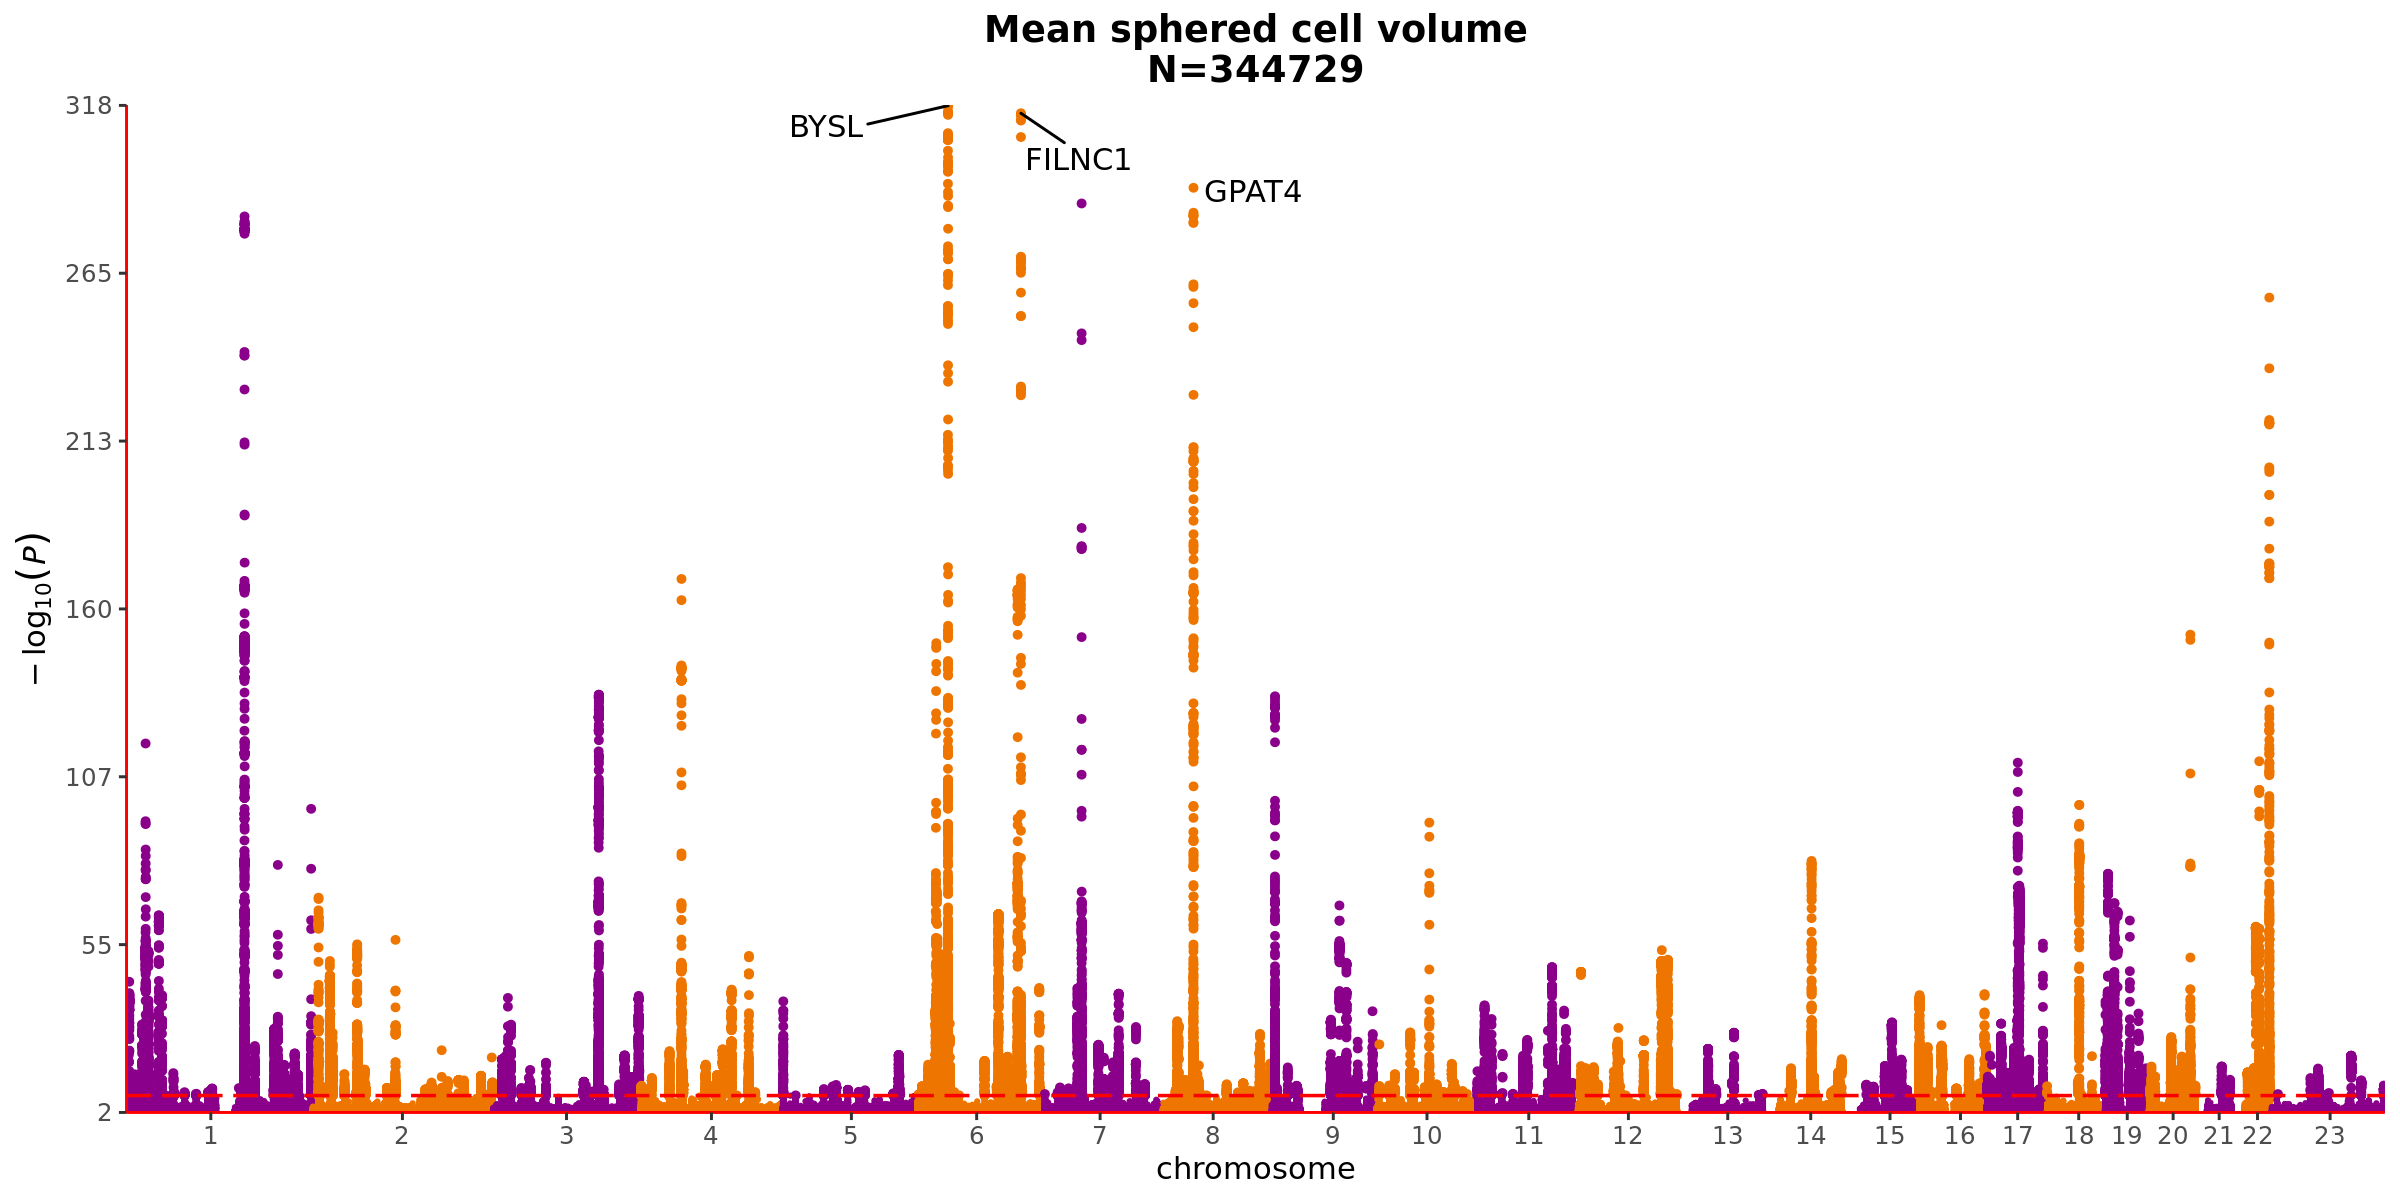 Mean sphered cell volume
N=344729
318
265
213
160
107
55
2
−log10(P)
BYSL
FILNC1
GPAT4
1 2 3 4 5 6 7 8 9 10 11 12 13 14 15 16 17 18 19 20 21 22 23
chromosome